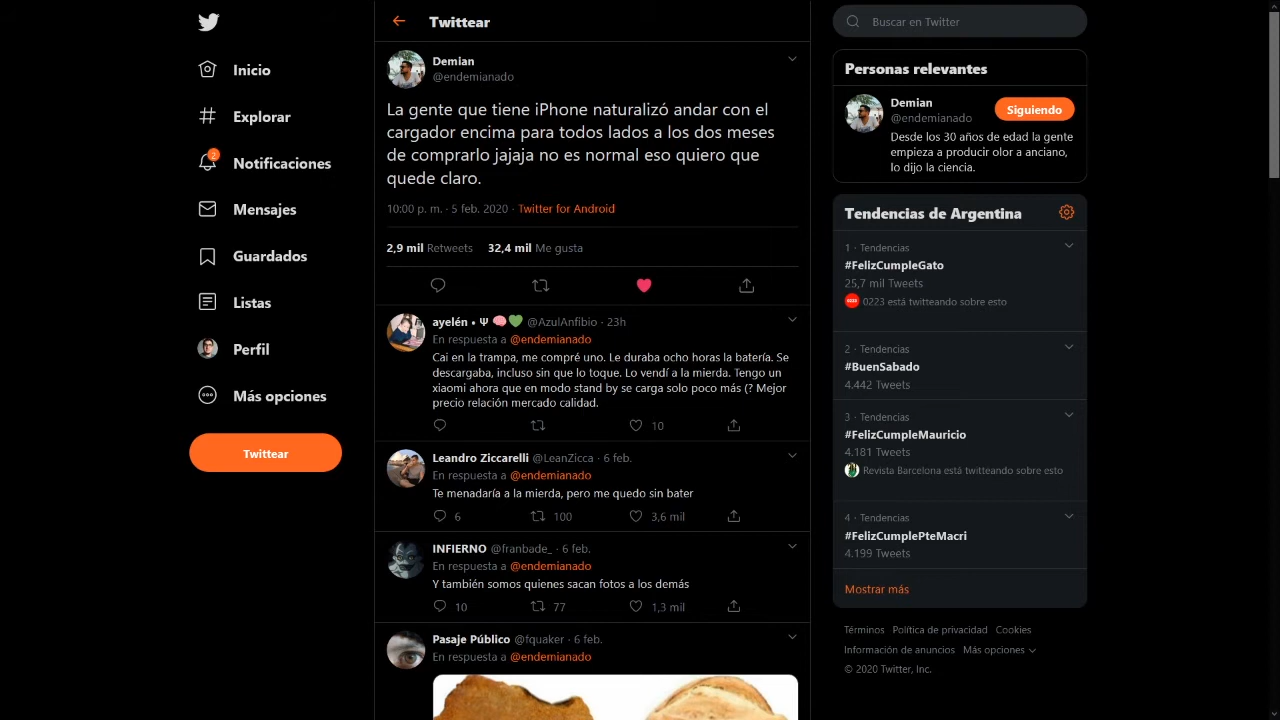 Inicio
Explorar
2
Notificaciones
Mensajes
Guardados
Listas
Perfil
Más opciones
Twittear
Twittear
Demian
@endemianado
La gente que tiene iPhone naturalizó andar con el
cargador encima para todos lados a los dos meses
de comprarlo jajaja no es normal eso quiero que
quede claro.
10:00 p. m. · 5 feb. 2020 · Twitter for Android
2,9 mil Retweets 32,4 mil Me gusta
ayelén • Ψ 🧠💚 @AzulAnfibio · 23h
En respuesta a @endemianado
Cai en la trampa, me compré uno. Le duraba ocho horas la batería. Se
descargaba, incluso sin que lo toque. Lo vendí a la mierda. Tengo un
xiaomi ahora que en modo stand by se carga solo poco más (? Mejor
precio relación mercado calidad.
10
Leandro Ziccarelli @LeanZicca · 6 feb.
En respuesta a @endemianado
Te menadaría a la mierda, pero me quedo sin bater
6 100 3,6 mil
INFIERNO @franbade_ · 6 feb.
En respuesta a @endemianado
Y también somos quienes sacan fotos a los demás
10 77 1,3 mil
Pasaje Público @fquaker · 6 feb.
En respuesta a @endemianado
Buscar en Twitter
Personas relevantes
Demian
@endemianado
Siguiendo
Desde los 30 años de edad la gente
empieza a producir olor a anciano,
lo dijo la ciencia.
Tendencias de Argentina
1 · Tendencias
#FelizCumpleGato
25,7 mil Tweets
0223 0223 está twitteando sobre esto
2 · Tendencias
#BuenSabado
4.442 Tweets
3 · Tendencias
#FelizCumpleMauricio
4.181 Tweets
Revista Barcelona está twitteando sobre esto
4 · Tendencias
#FelizCumplePteMacri
4.199 Tweets
Mostrar más
Términos Política de privacidad Cookies
Información de anuncios Más opciones
© 2020 Twitter, Inc.